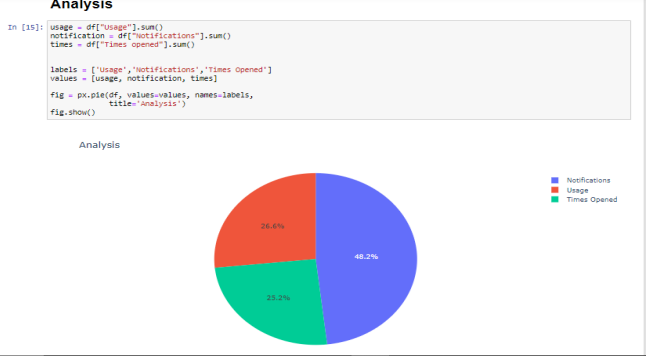 Analysis
In [15]: usage = df["Usage"].sum()
notification = df["Notifications"].sum()
times = df["Times opened"].sum()
labels = ['Usage','Notifications','Times Opened']
values = [usage, notification, times]
fig = px.pie(df, values=values, names=labels,
title='Analysis')
fig.show()
Analysis
Notifications
Usage
Times Opened
26.6%
48.2%
25.2%